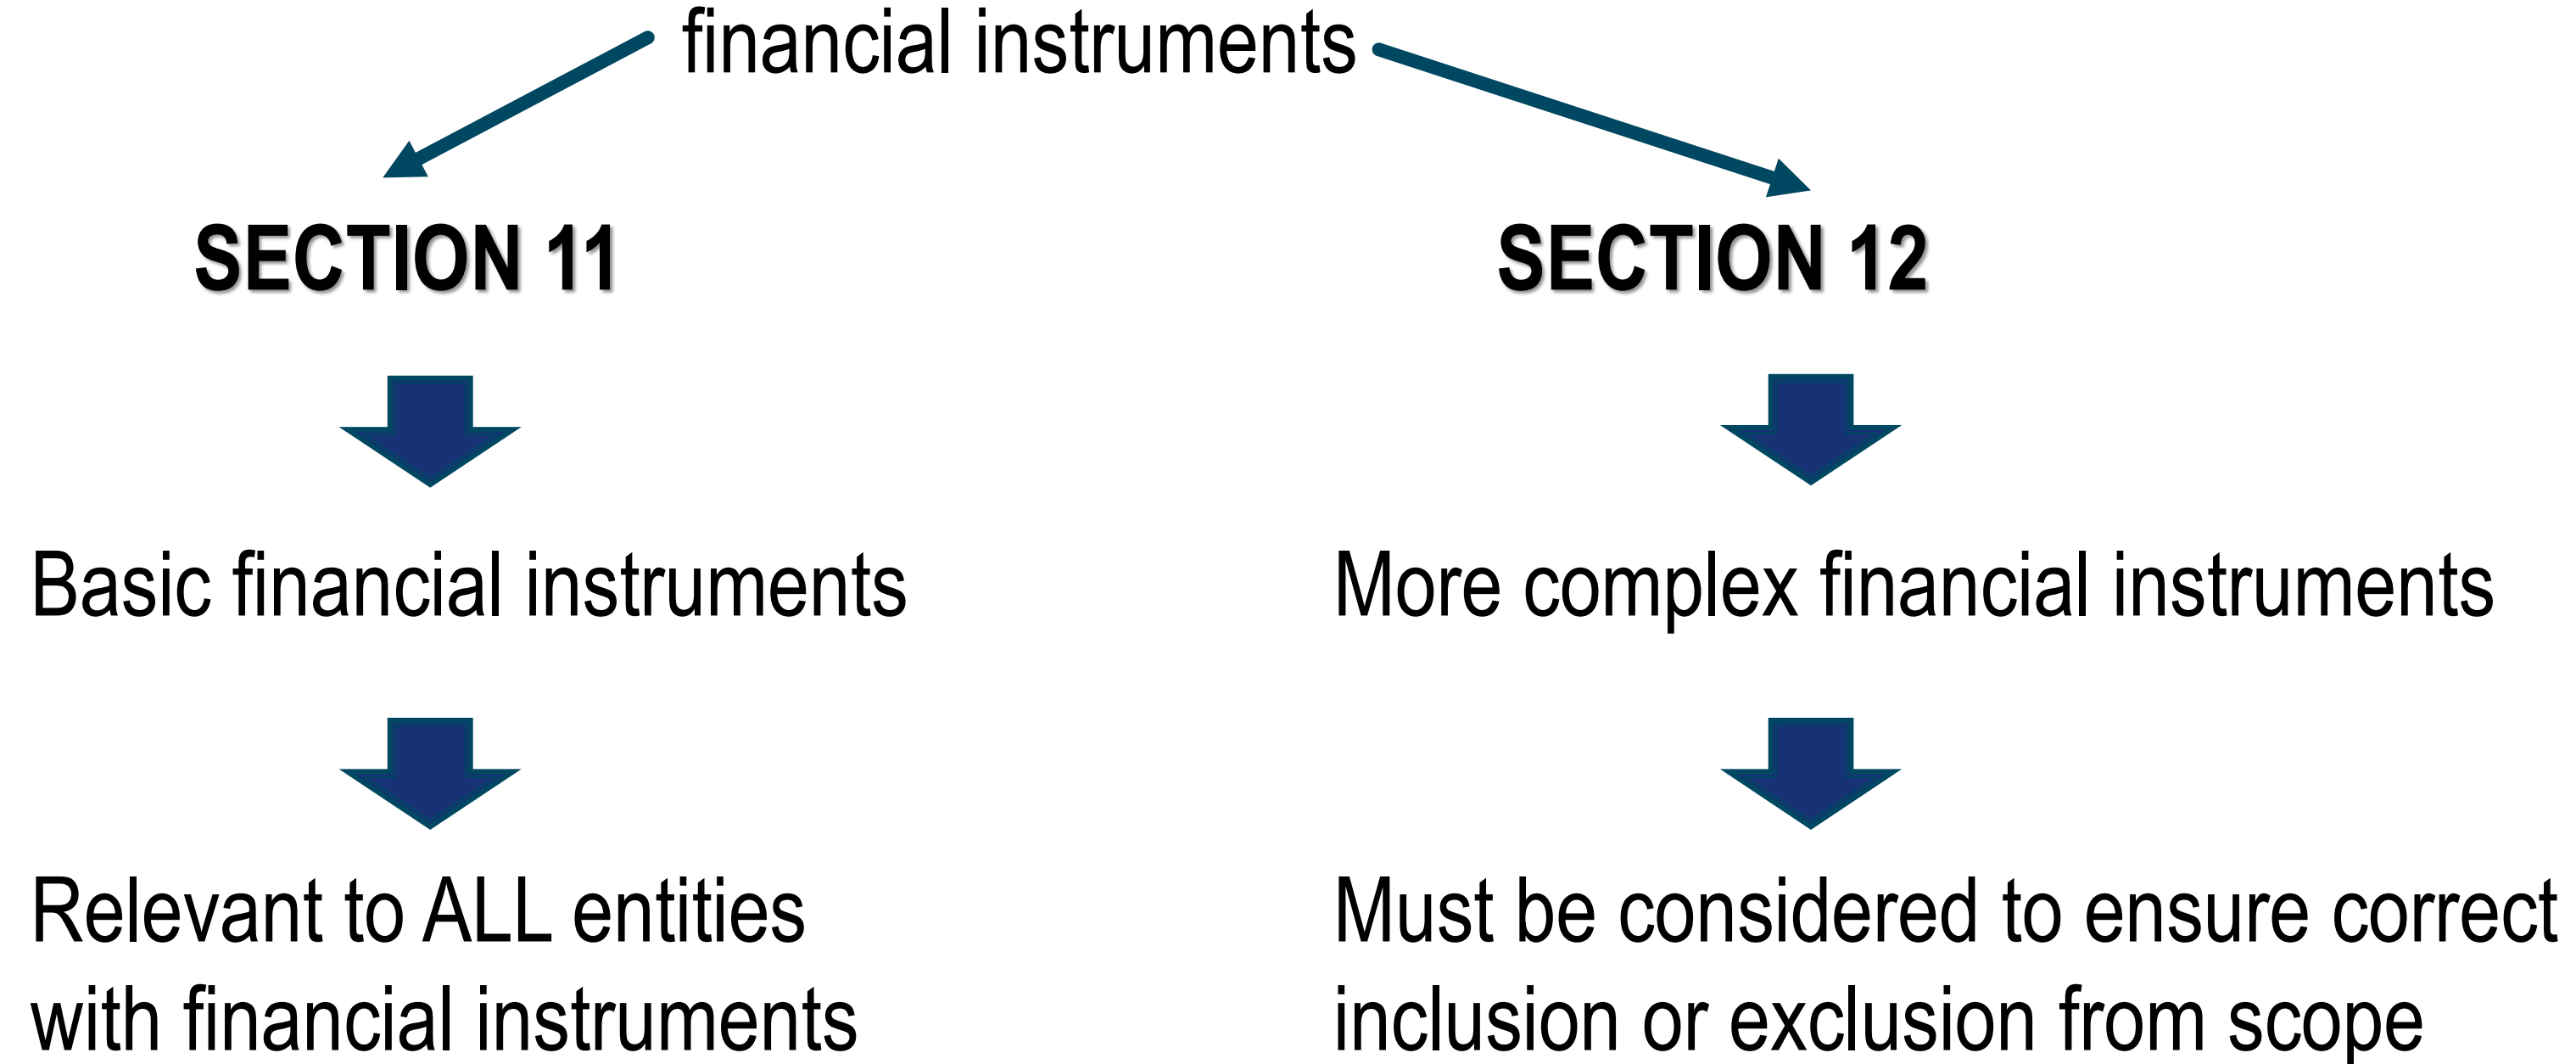 financial instruments
SECTION 11
SECTION 12
Basic financial instruments
More complex financial instruments
Relevant to ALL entities
with financial instruments
Must be considered to ensure correct
inclusion or exclusion from scope